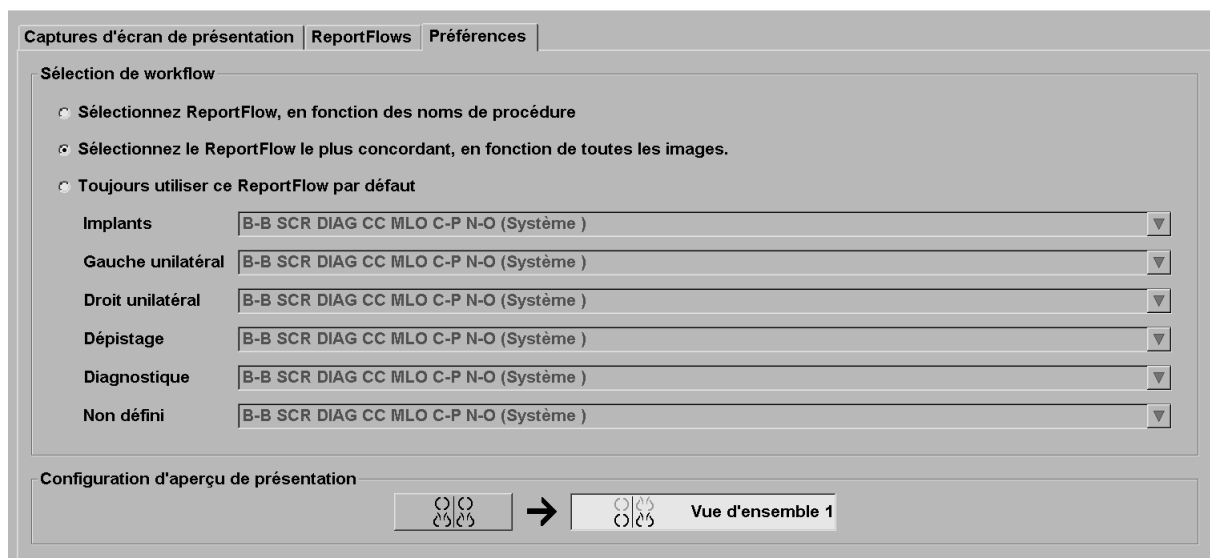 Captures d'écran de présentation ReportFlows Préférences
Sélection de workflow
Sélectionnez ReportFlow, en fonction des noms de procédure
Sélectionnez le ReportFlow le plus concordant, en fonction de toutes les images.
Toujours utiliser ce ReportFlow par défaut
Implants B-B SCR DIAG CC MLO C-P N-O (Système )
Gauche unilatéral B-B SCR DIAG CC MLO C-P N-O (Système )
Droit unilatéral B-B SCR DIAG CC MLO C-P N-O (Système )
Dépistage B-B SCR DIAG CC MLO C-P N-O (Système )
Diagnostique B-B SCR DIAG CC MLO C-P N-O (Système )
Non défini B-B SCR DIAG CC MLO C-P N-O (Système )
Configuration d'aperçu de présentation
Vue d'ensemble 1